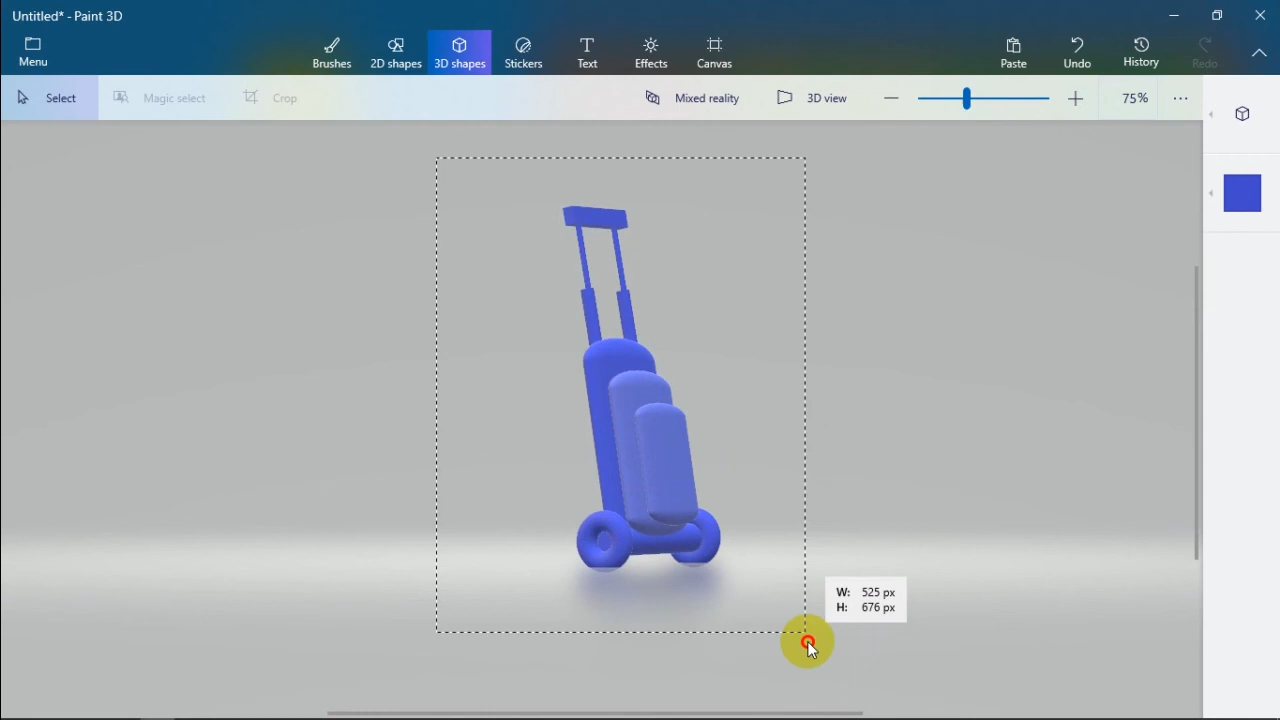 Untitled* - Paint 3D
Menu
Brushes
2D shapes
3D shapes
Stickers
Text
Effects
Canvas
Paste
Undo
History
Redo
Select
Magic select
Crop
Mixed reality
3D view
75%
W: 525 px
H: 676 px